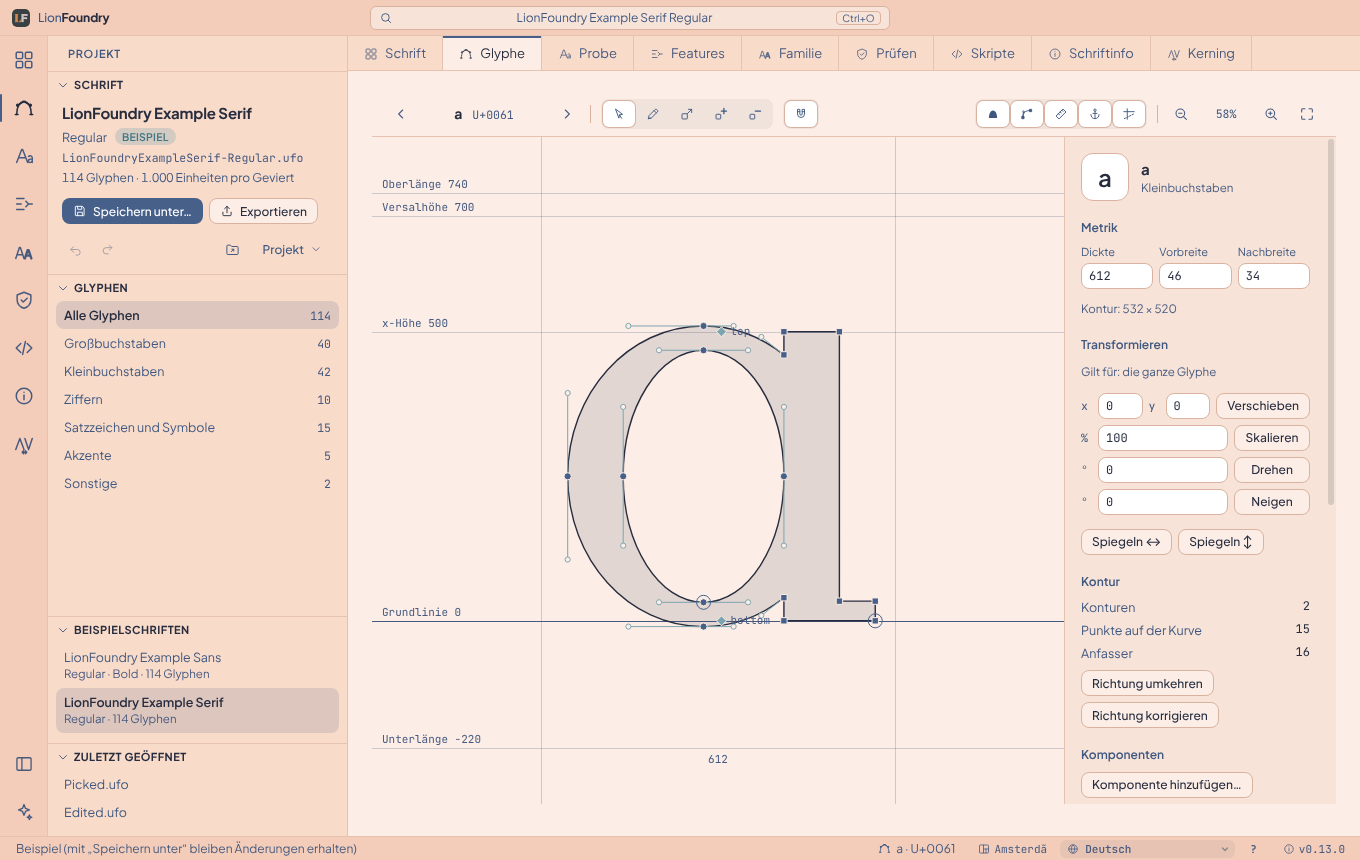 LF LionFoundry
LionFoundry Example Serif Regular
Ctrl+O
PROJEKT
SCHRIFT
LionFoundry Example Serif
Regular BEISPIEL
LionFoundryExampleSerif-Regular.ufo
114 Glyphen · 1.000 Einheiten pro Geviert
Speichern unter…
Exportieren
Projekt
GLYPHEN
Alle Glyphen 114
Großbuchstaben 40
Kleinbuchstaben 42
Ziffern 10
Satzzeichen und Symbole 15
Akzente 5
Sonstige 2
BEISPIELSCHRIFTEN
LionFoundry Example Sans
Regular · Bold · 114 Glyphen
LionFoundry Example Serif
Regular · 114 Glyphen
ZULETZT GEÖFFNET
Picked.ufo
Edited.ufo
Schrift
Glyphe
Probe
Features
Familie
Prüfen
Skripte
Schriftinfo
Kerning
a U+0061
58%
Oberlänge 740
Versalhöhe 700
x-Höhe 500
top
Grundlinie 0
bottom
Unterlänge -220
612
a
a
Kleinbuchstaben
Metrik
Dickte Vorbreite Nachbreite
612 46 34
Kontur: 532 × 520
Transformieren
Gilt für: die ganze Glyphe
x 0 y 0 Verschieben
% 100 Skalieren
° 0 Drehen
° 0 Neigen
Spiegeln ↔ Spiegeln ↕
Kontur
Konturen 2
Punkte auf der Kurve 15
Anfasser 16
Richtung umkehren
Richtung korrigieren
Komponenten
Komponente hinzufügen…
Beispiel (mit „Speichern unter“ bleiben Änderungen erhalten)
a · U+0061
Amsterdā
Deutsch
?
v0.13.0